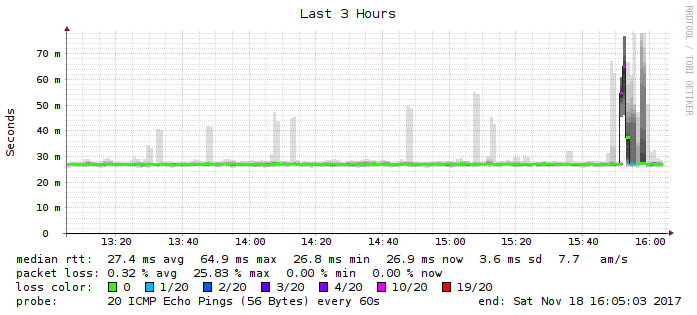 Last 3 Hours
RRDTOOL / TOBI OETIKER
Seconds
70 m
60 m
50 m
40 m
30 m
20 m
10 m
0
13:20 13:40 14:00 14:20 14:40 15:00 15:20 15:40 16:00
median rtt: 27.4 ms avg 64.9 ms max 26.8 ms min 26.9 ms now 3.6 ms sd 7.7 am/s
packet loss: 0.32 % avg 25.83 % max 0.00 % min 0.00 % now
loss color: 0 1/20 2/20 3/20 4/20 10/20 19/20
probe: 20 ICMP Echo Pings (56 Bytes) every 60s end: Sat Nov 18 16:05:03 2017